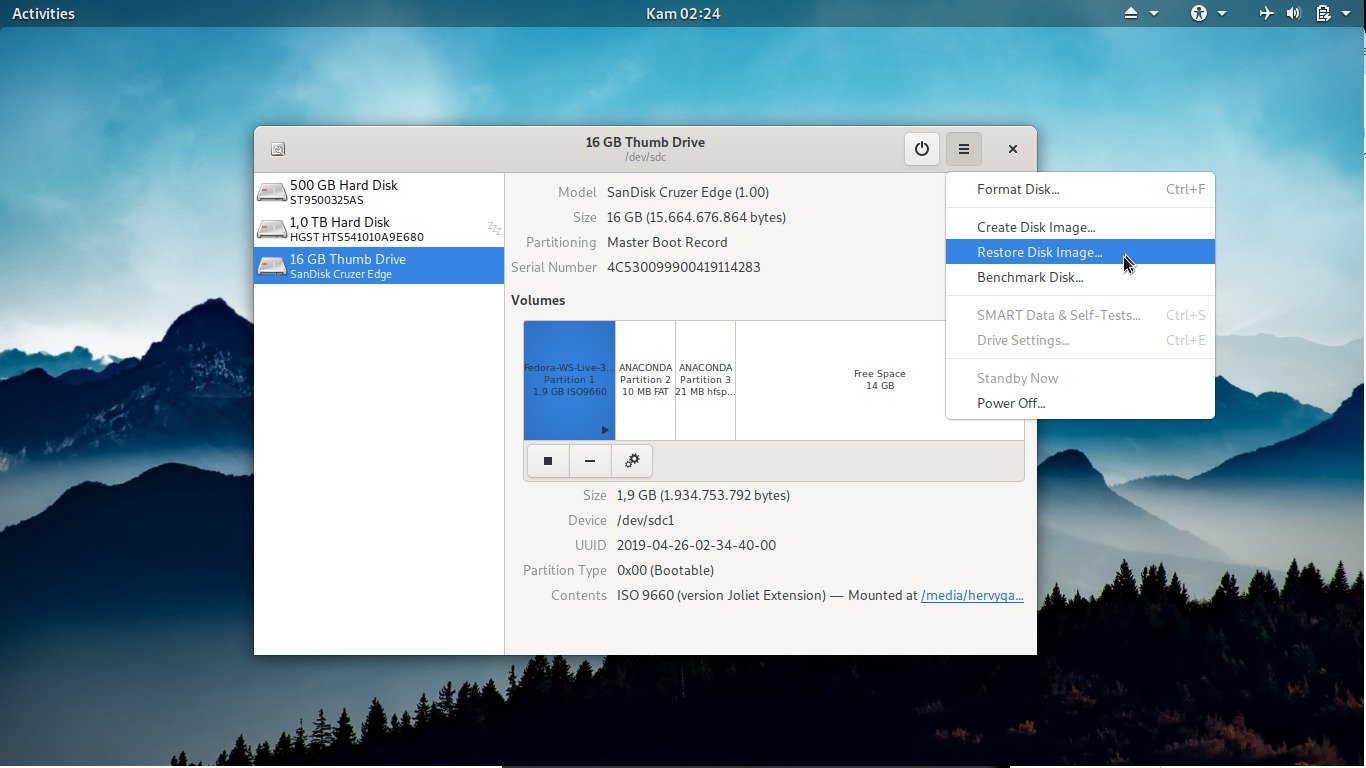 Activities
Kam 02:24
16 GB Thumb Drive
/dev/sdc
500 GB Hard Disk
ST9500325AS
1,0 TB Hard Disk
HGST HTS541010A9E680
zzz
16 GB Thumb Drive
SanDisk Cruzer Edge
Model SanDisk Cruzer Edge (1.00)
Size 16 GB (15.664.676.864 bytes)
Partitioning Master Boot Record
Serial Number 4C530099900419114283
Volumes
Fedora-WS-Live-3...
Partition 1
1,9 GB ISO9660
ANACONDA
Partition 2
10 MB FAT
ANACONDA
Partition 3
21 MB hfsp...
Free Space
14 GB
Size 1,9 GB (1.934.753.792 bytes)
Device /dev/sdc1
UUID 2019-04-26-02-34-40-00
Partition Type 0x00 (Bootable)
Contents ISO 9660 (version Joliet Extension) — Mounted at /media/hervyqa...
Format Disk... Ctrl+F
Create Disk Image...
Restore Disk Image...
Benchmark Disk...
SMART Data & Self-Tests... Ctrl+S
Drive Settings... Ctrl+E
Standby Now
Power Off...